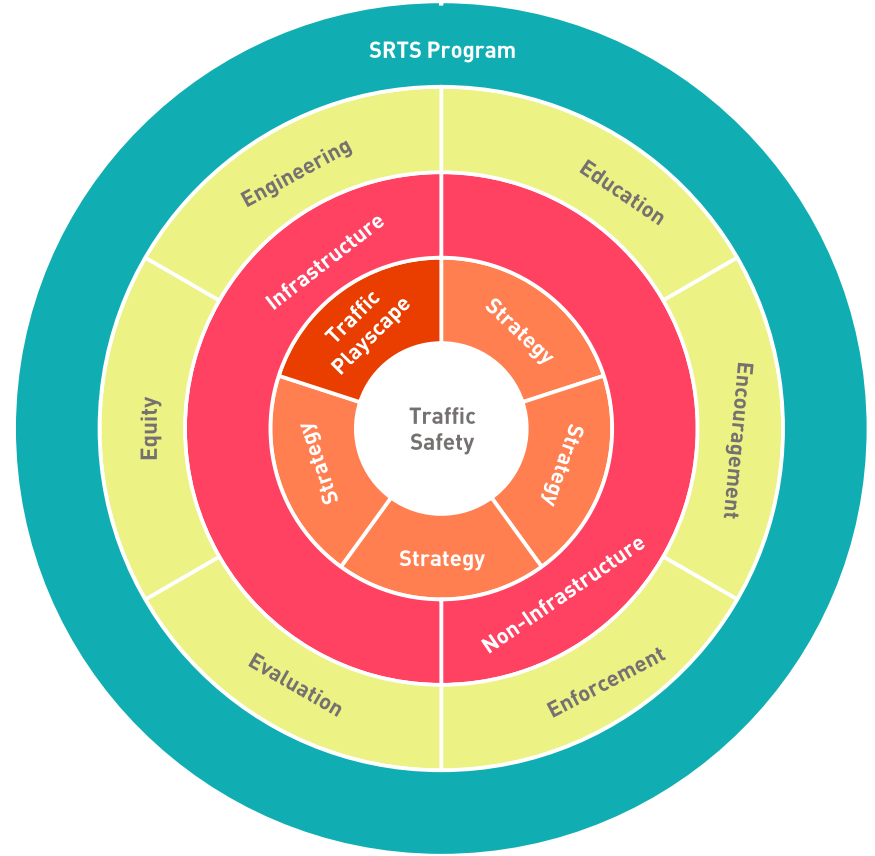 SRTS Program
Engineering
Education
Infrastructure
Traffic
Playscape
Strategy
Encouragement
Equity
Traffic
Safety
Strategy
Strategy
Strategy
Non-Infrastructure
Evaluation
Enforcement